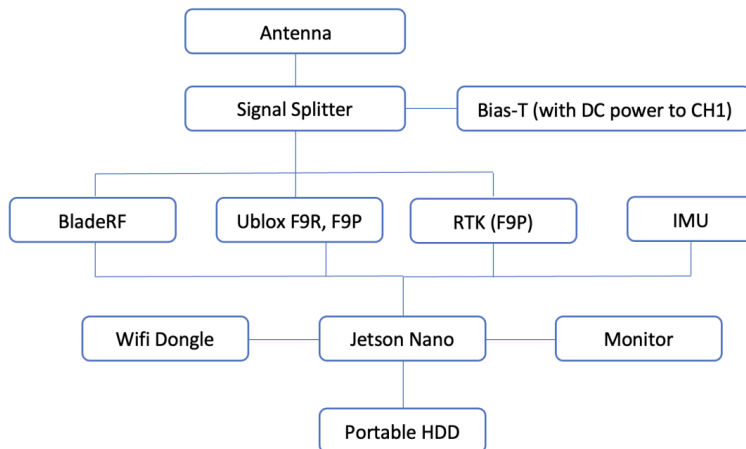 Antenna
Signal Splitter
Bias-T (with DC power to CH1)
BladeRF
Ublox F9R, F9P
RTK (F9P)
IMU
Wifi Dongle
Jetson Nano
Monitor
Portable HDD